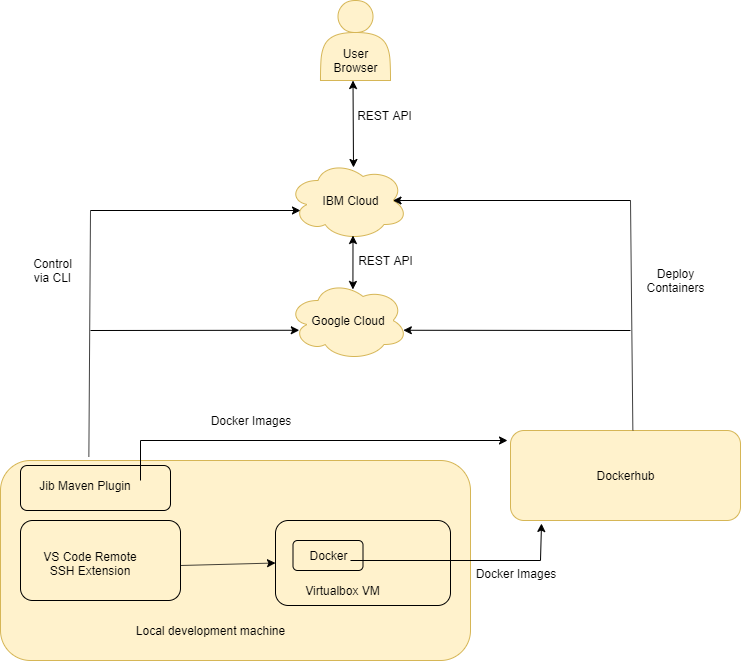 User
Browser
REST API
IBM Cloud
Control
via CLI
REST API
Deploy
Containers
Google Cloud
Docker Images
Jib Maven Plugin
Dockerhub
VS Code Remote
SSH Extension
Docker
Docker Images
Virtualbox VM
Local development machine